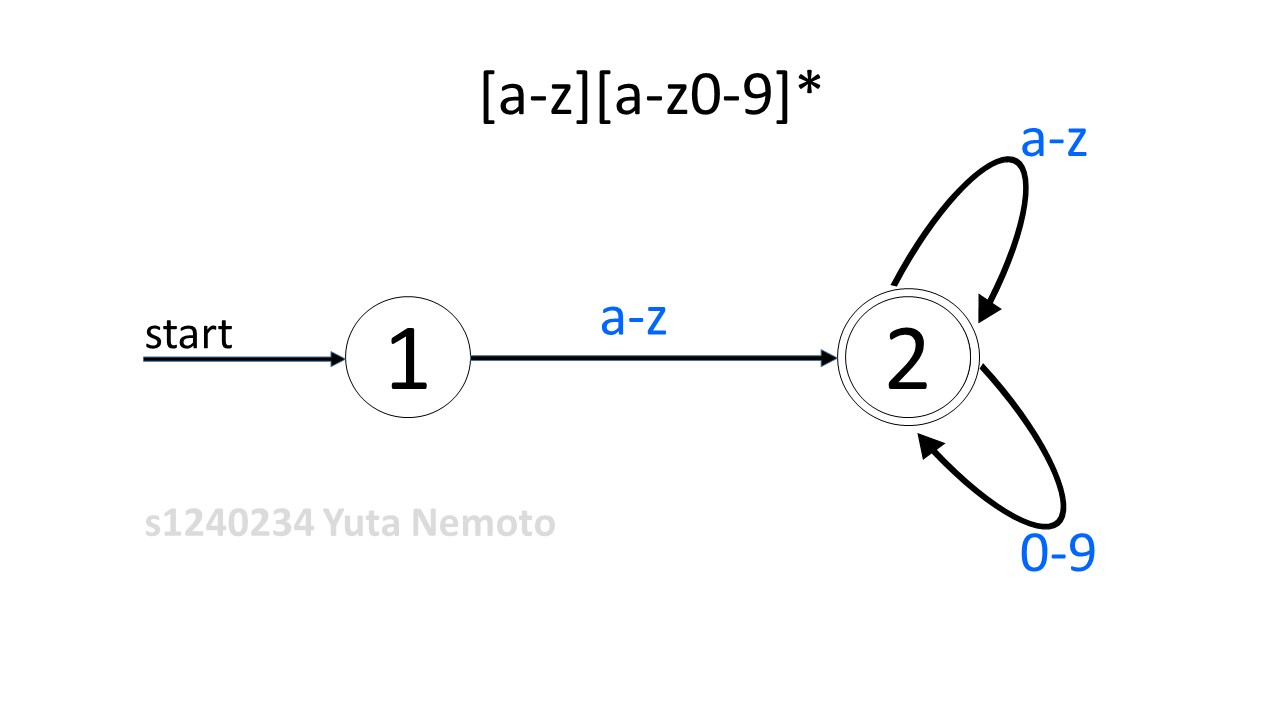 [a-z][a-z0-9]*
a-z
start
a-z
1
2
s1240234 Yuta Nemoto
0-9